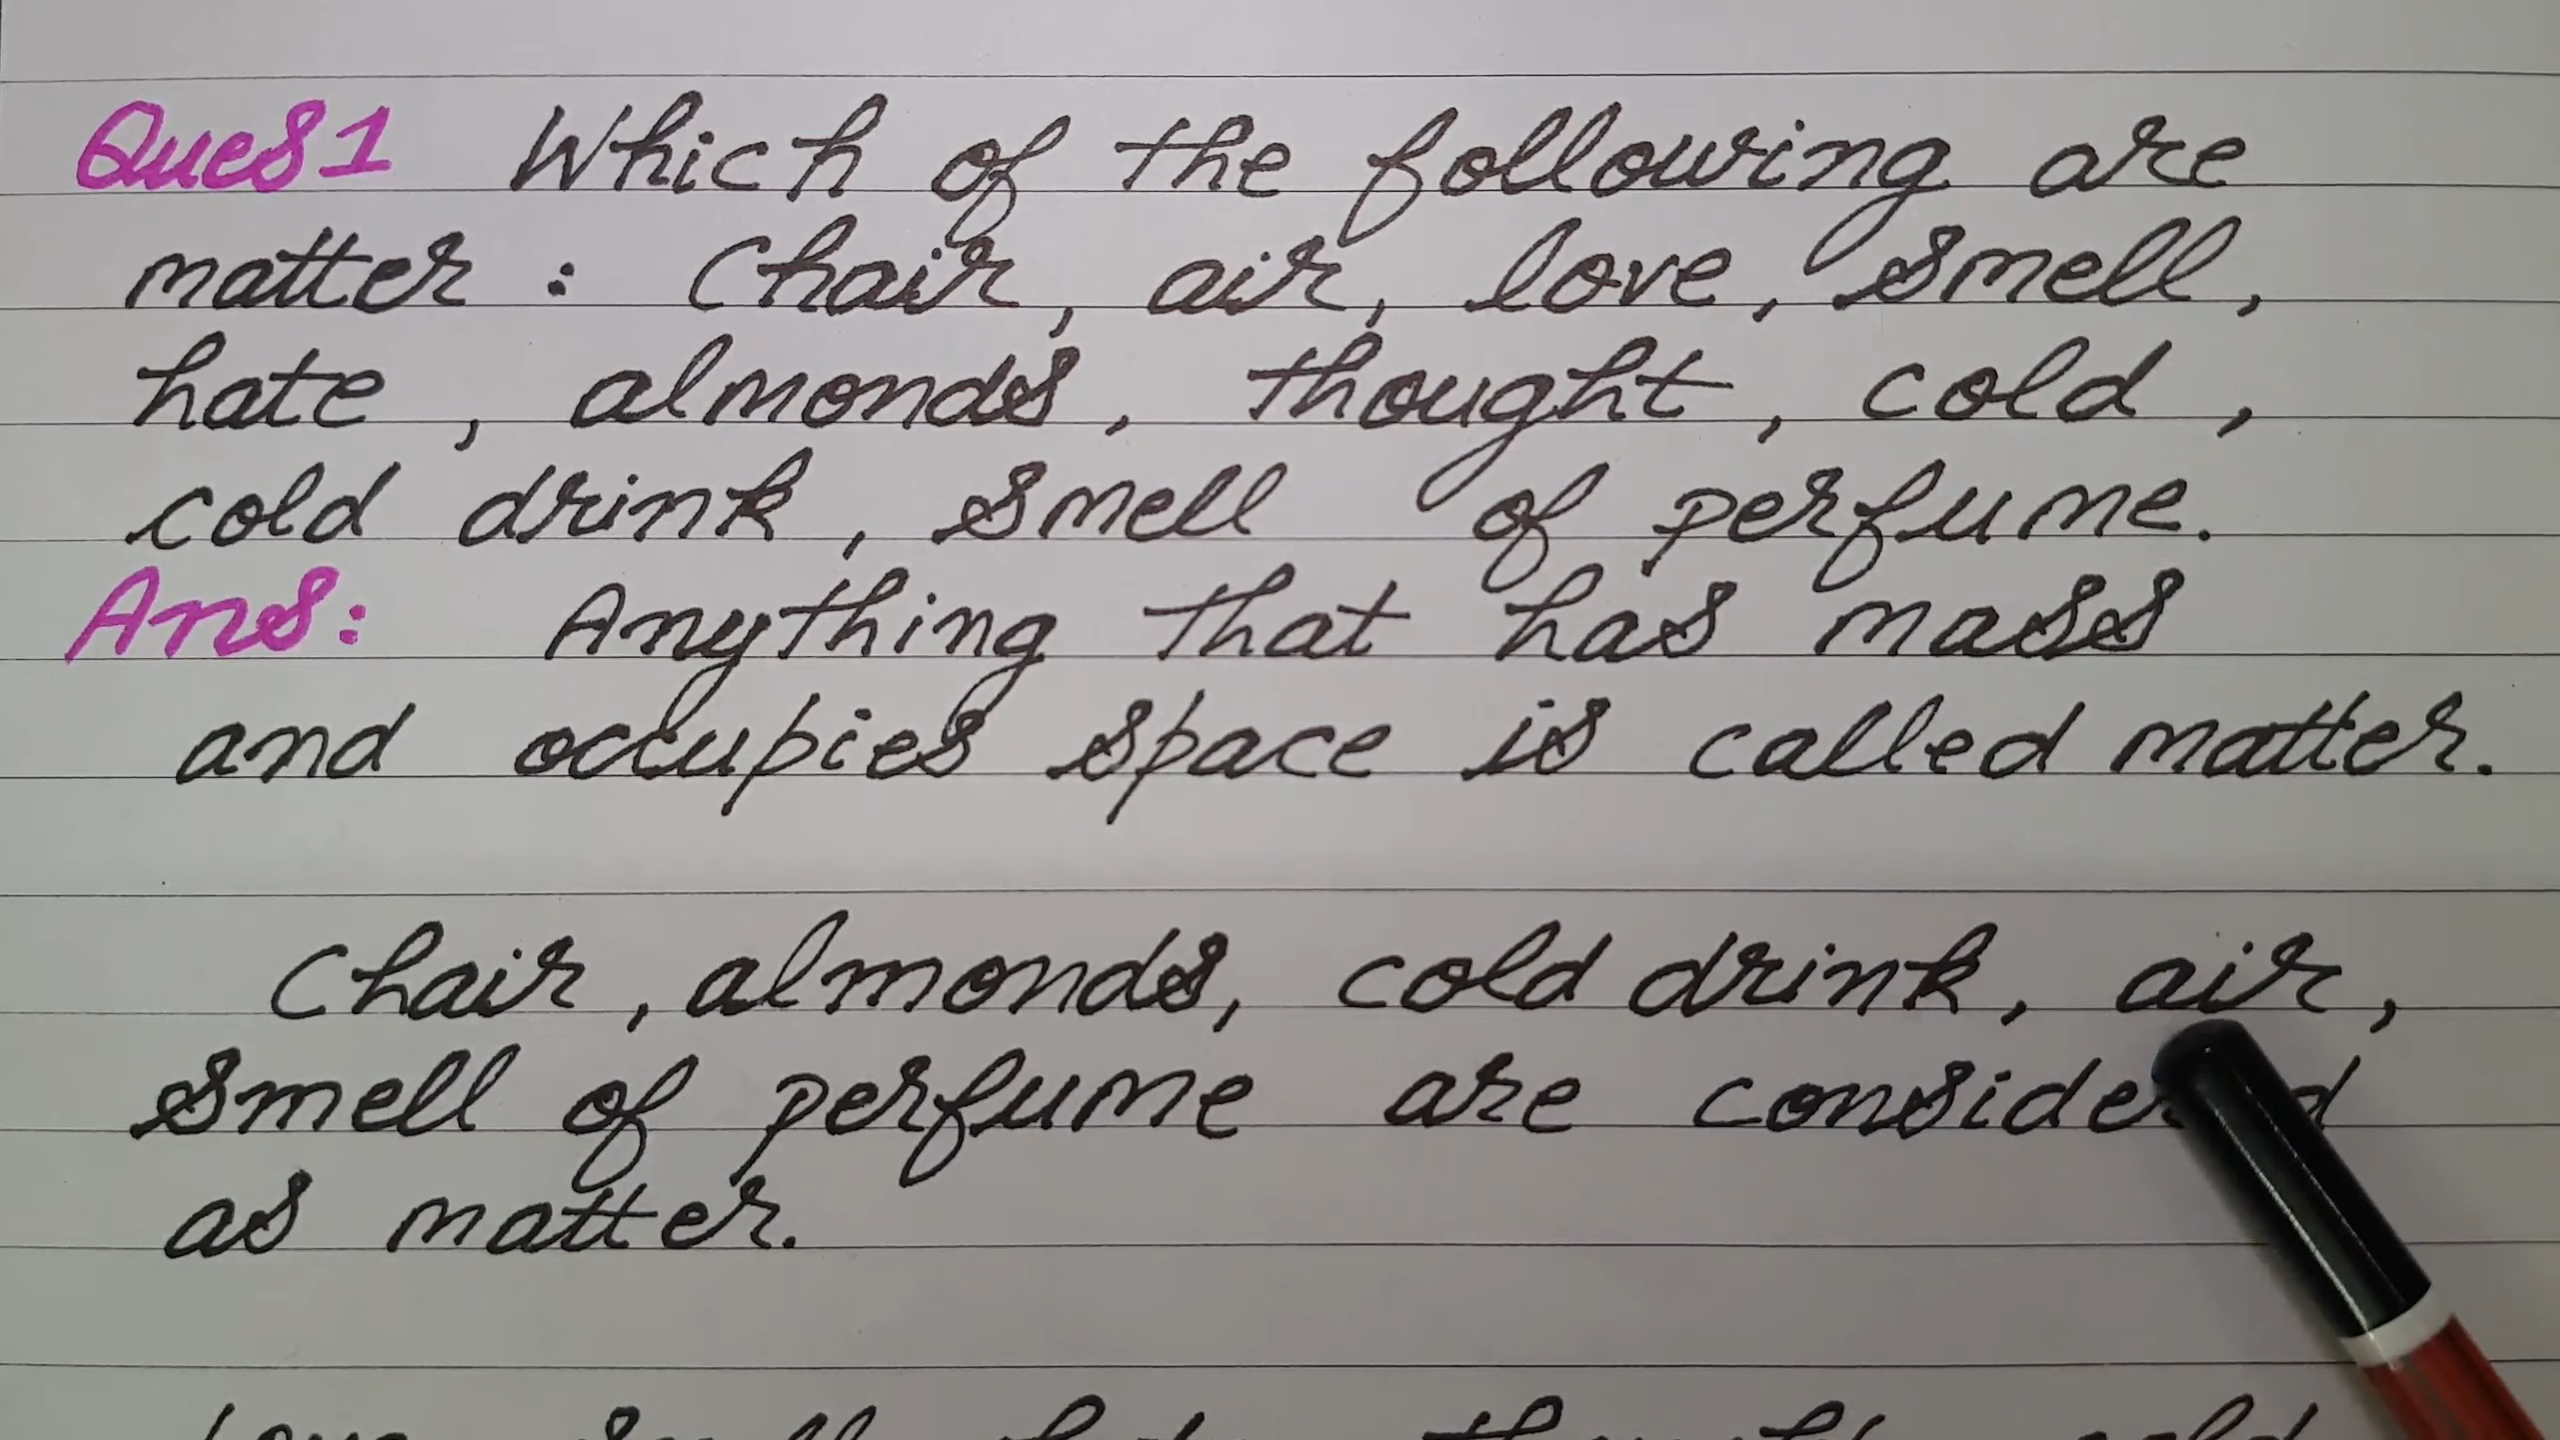 Ques1 Which of the following are
matter : Chair, air, love, smell,
hate, almonds, thought, cold,
cold drink, smell of perfume.
Ans: Anything that has mass
and occupies space is called matter.
Chair, almonds, cold drink, air,
smell of perfume are considered
as matter.